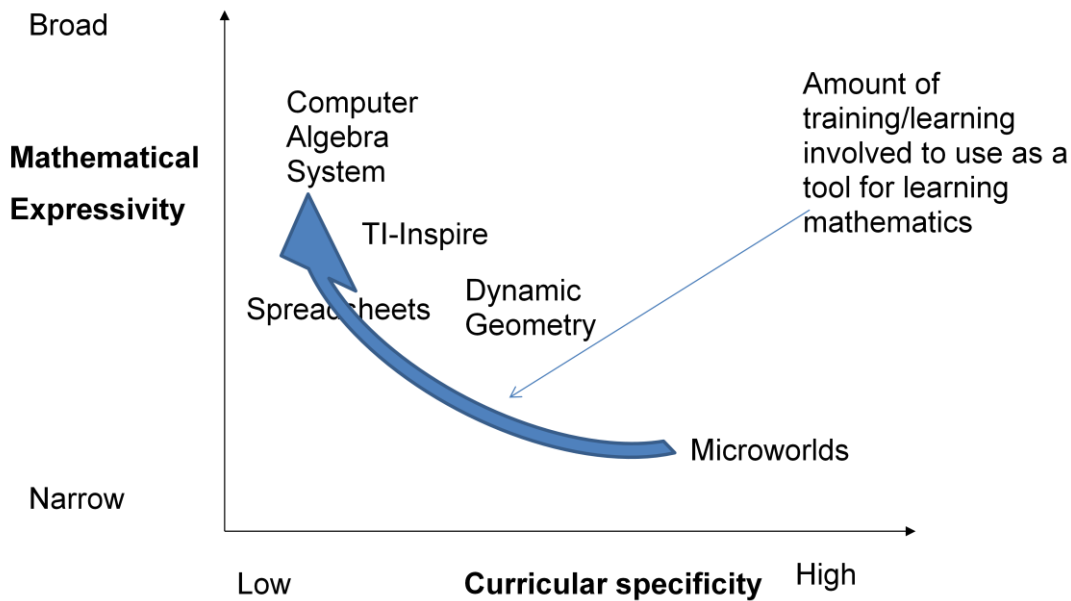 Broad
Computer
Algebra
System
Mathematical
Expressivity
TI-Inspire
Spreadsheets
Dynamic
Geometry
Amount of
training/learning
involved to use as a
tool for learning
mathematics
Microworlds
Narrow
Low
Curricular specificity
High